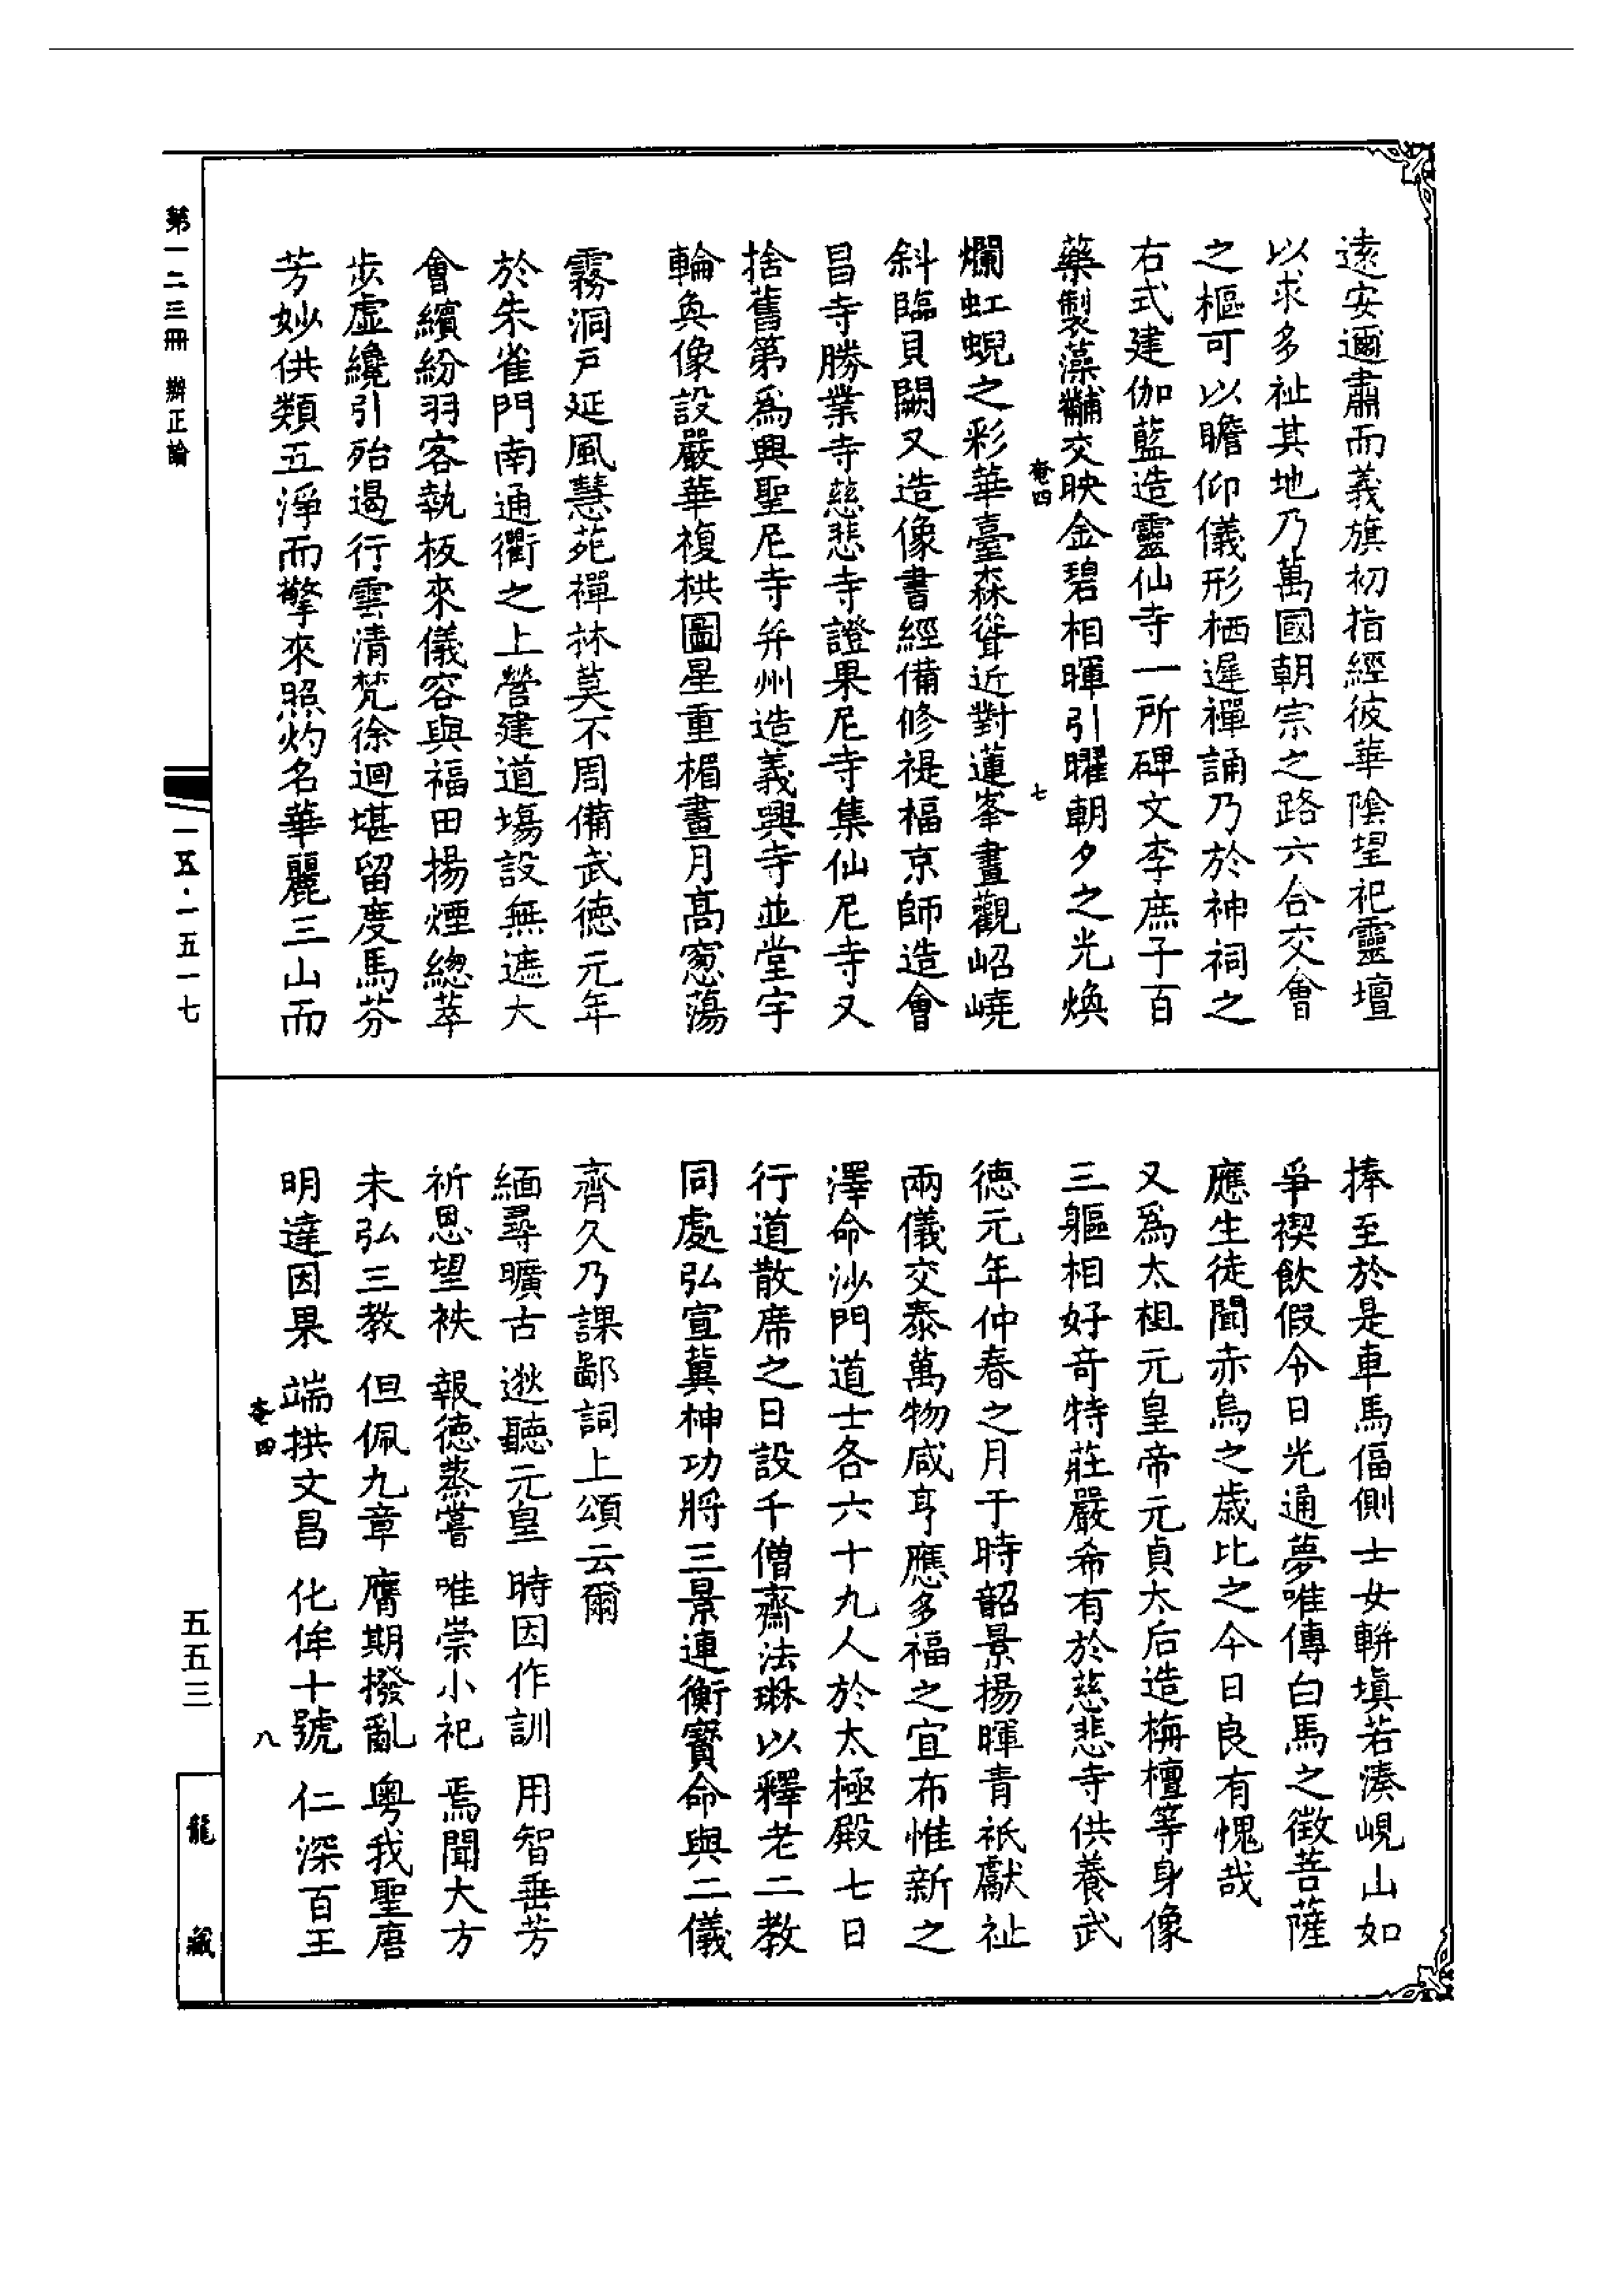 遠安邇肅而義旗初指經彼華陰望祀靈壇
以求多祉其地乃萬國朝宗之路六合交會
之樞可以瞻仰儀形栖遲禪誦乃於神祠之
右式建伽藍造靈仙寺一所碑文李庶子百
藥製藻黼交映金碧相暉引曜朝夕之光煥
爛虹蜺之彩華臺森聳近對蓮峯畫觀岧嶢
斜臨貝闕又造像書經備修禔福京師造會
昌寺勝業寺慈悲寺證果尼寺集仙尼寺又
捨舊第為興聖尼寺并州造義興寺並堂宇
輪奐像設嚴華複栱圖星重楣畫月高窻蕩
霧洞戶延風慧苑禪林莫不周備武德元年
於朱雀門南通衢之上營建道場設無遮大
會繽紛羽客執板來儀容與福田揚煙總萃
步虛纔引殆遏行雲清梵徐迴堪留度馬芬
芳妙供類五淨而擎來照灼名華麗三山而
捧至於是車馬偪側士女軿填若湊峴山如
爭禊飲假令日光通夢唯傳白馬之徵菩薩
應生徒聞赤烏之歲比之今日良有愧哉
又為太祖元皇帝元貞太后造栴檀等身像
三軀相好奇特莊嚴希有於慈悲寺供養武
德元年仲春之月于時韶景揚暉青祇獻祉
兩儀交泰萬物咸亨應多福之宜布惟新之
澤命沙門道士各六十九人於太極殿七日
行道散席之日設千僧齋法琳以釋老二教
同處弘宣冀神功將三景連衡寶命與二儀
齊久乃課鄙詞上頌云爾
緬尋曠古 逖聽元皇 時因作訓 用智垂芳
祈恩望袟 報德蒸嘗 唯崇小祀 焉聞大方
未弘三教 但佩九章 膺期撥亂 粵我聖唐
明達因果 端拱文昌 化侔十號 仁深百王
第一二三冊 辯正論
一五·一五一七
五五三
龍藏
四 七
四 八